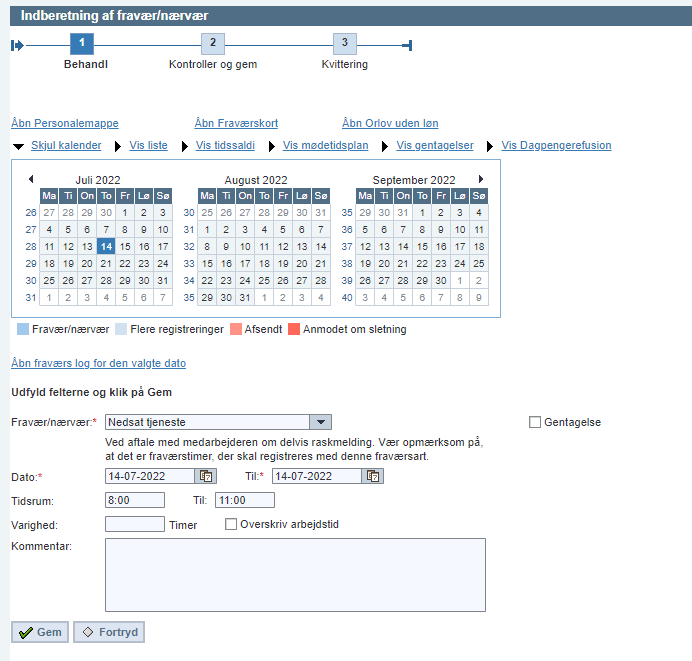 Indberetning af fravær/nærvær
1 2 3
Behandl Kontroller og gem Kvittering
Åbn Personalemappe Åbn Fraværskort Åbn Orlov uden løn
Skjul kalender Vis liste Vis tidssaldi Vis mødetidsplan Vis gentagelser Vis Dagpengerefusion
Juli 2022 August 2022 September 2022
Ma Ti On To Fr Lø Sø Ma Ti On To Fr Lø Sø Ma Ti On To Fr Lø Sø
26 27 28 29 30 1 2 3 30 25 26 27 28 29 30 31 35 29 30 31 1 2 3 4
27 4 5 6 7 8 9 10 31 1 2 3 4 5 6 7 36 5 6 7 8 9 10 11
28 11 12 13 14 15 16 17 32 8 9 10 11 12 13 14 37 12 13 14 15 16 17 18
29 18 19 20 21 22 23 24 33 15 16 17 18 19 20 21 38 19 20 21 22 23 24 25
30 25 26 27 28 29 30 31 34 22 23 24 25 26 27 28 39 26 27 28 29 30 1 2
31 1 2 3 4 5 6 7 35 29 30 31 1 2 3 4 40 3 4 5 6 7 8 9
Fravær/nærvær Flere registreringer Afsendt Anmodet om sletning
Åbn fraværs log for den valgte dato
Udfyld felterne og klik på Gem
Fravær/nærvær:* Nedsat tjeneste Gentagelse
Ved aftale med medarbejderen om delvis raskmelding. Vær opmærksom på,
at det er fraværstimer, der skal registreres med denne fraværsart.
Dato:* 14-07-2022 Til:* 14-07-2022
Tidsrum: 8:00 Til: 11:00
Varighed: Timer Overskriv arbejdstid
Kommentar:
Gem Fortryd